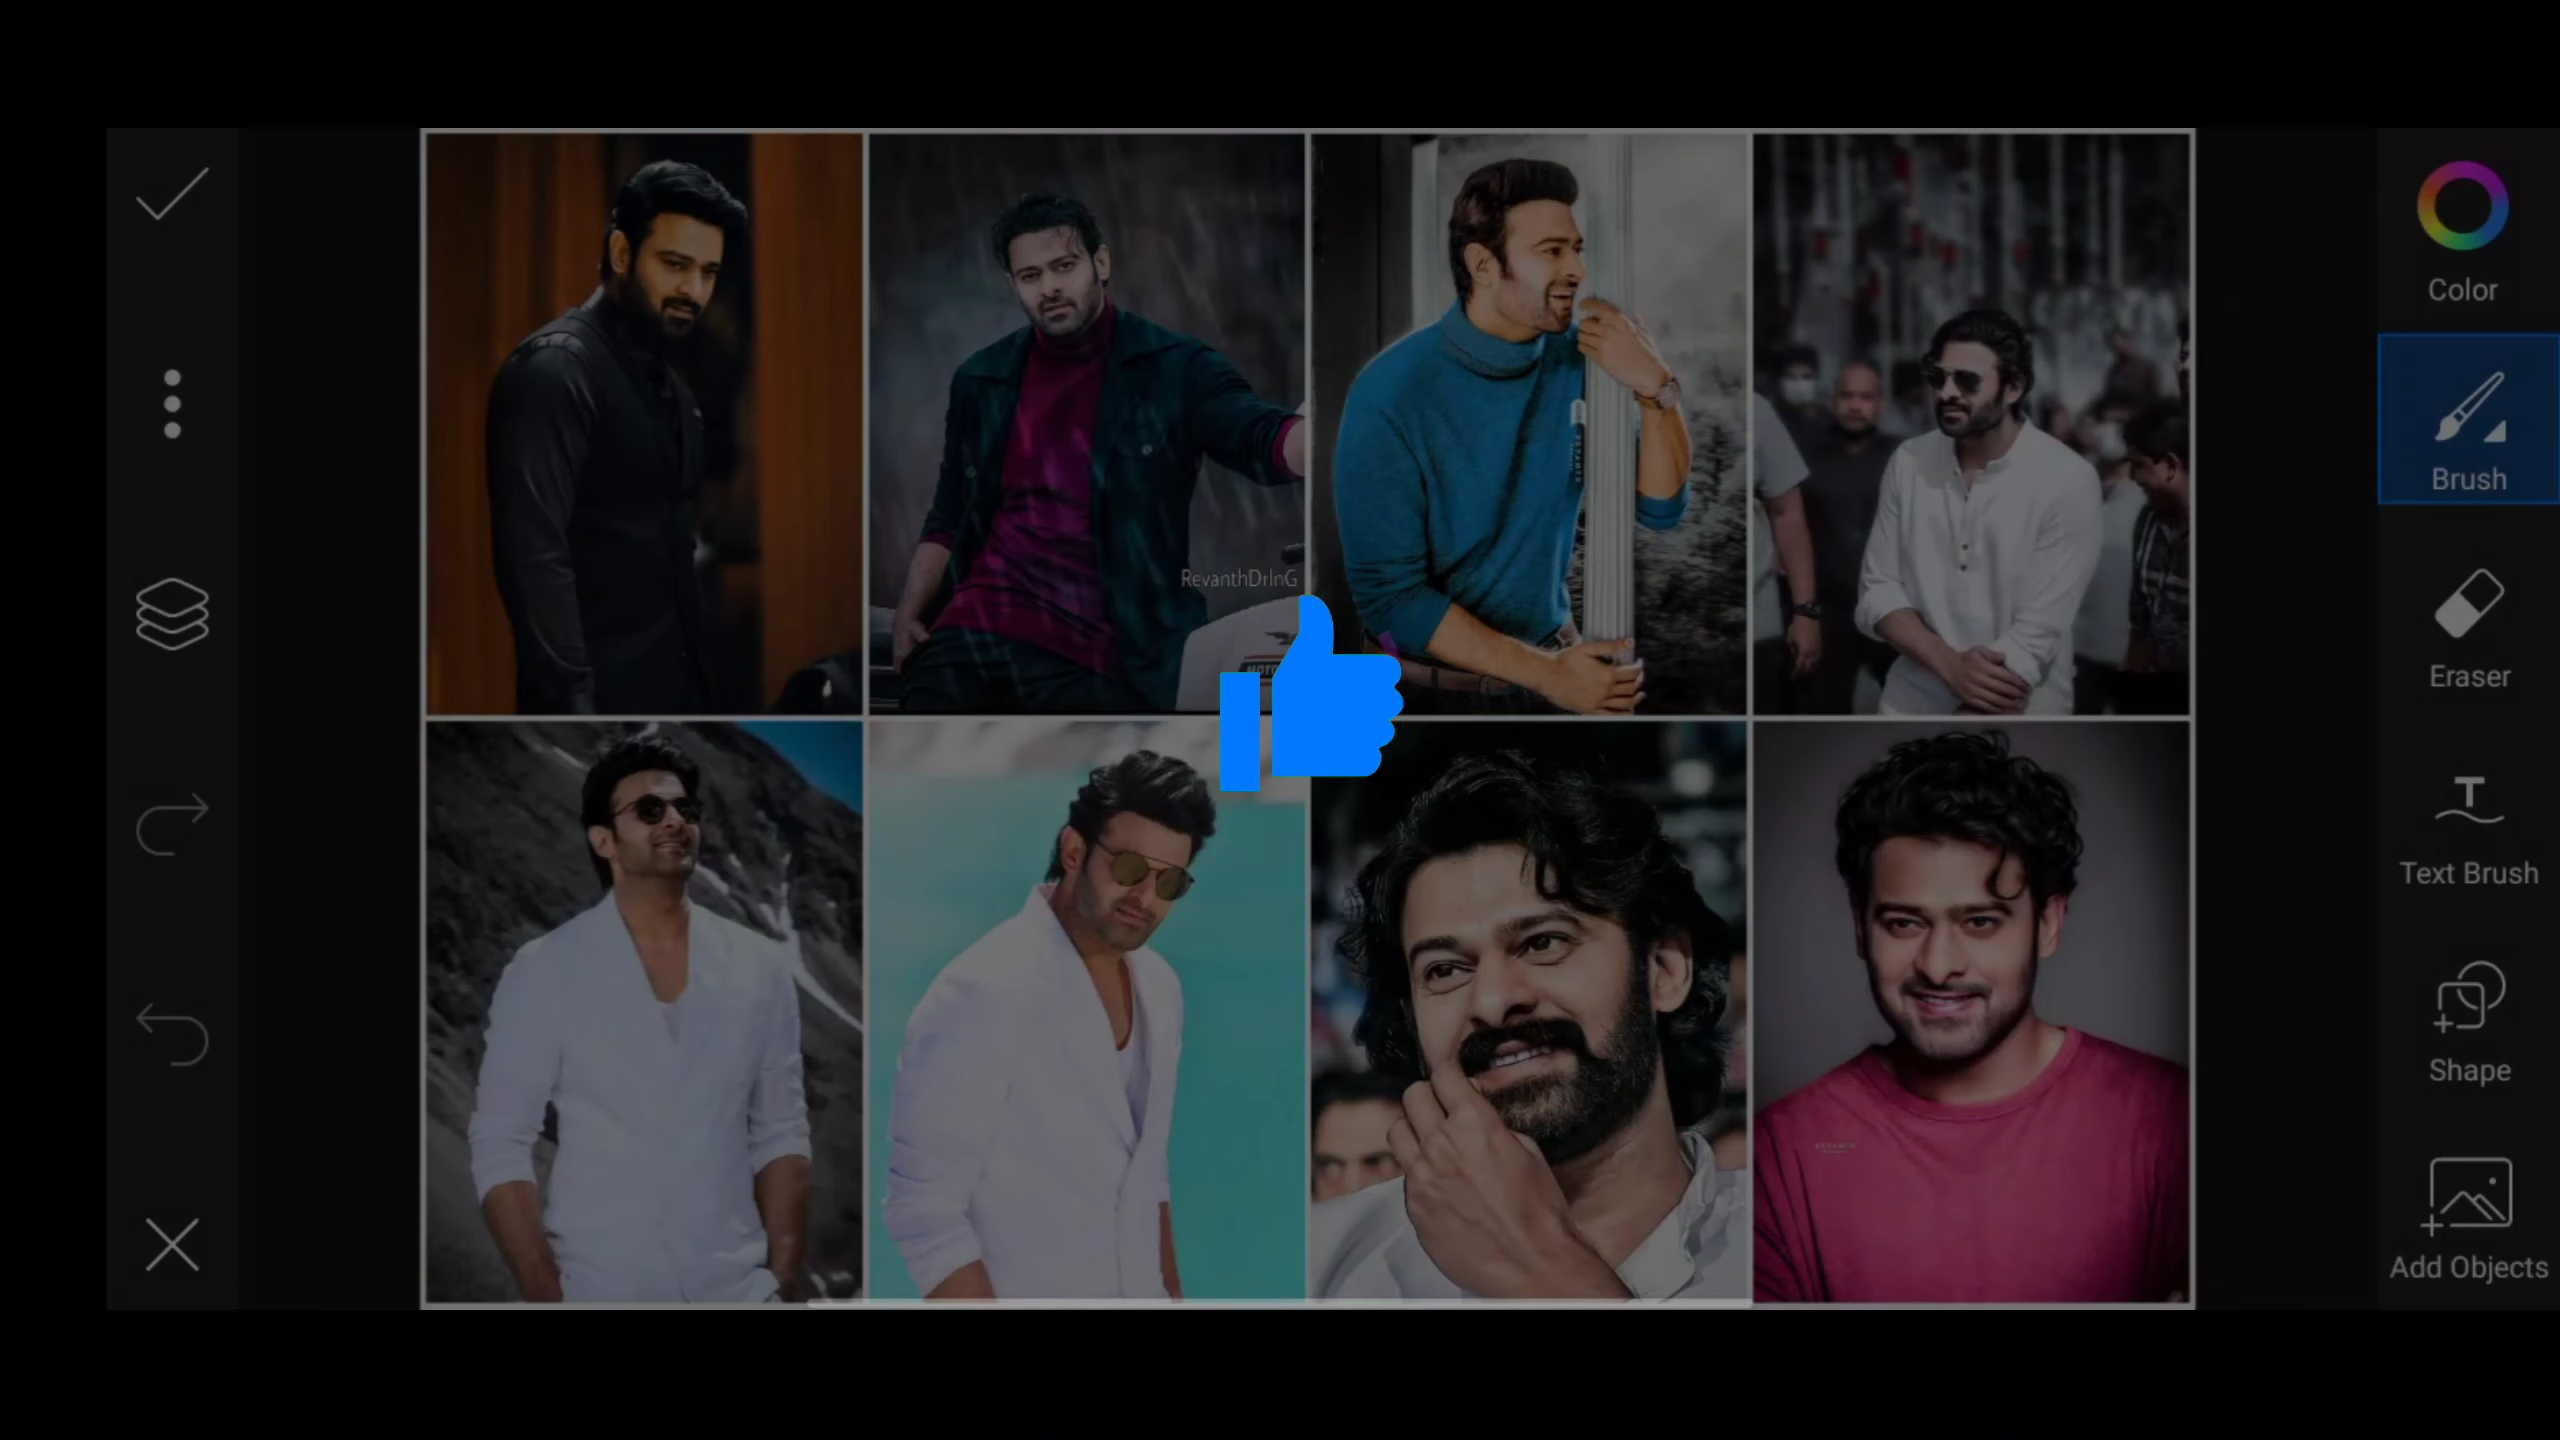 Color
Brush
RevanthDrlnG
Eraser
Text Brush
Shape
Add Objects